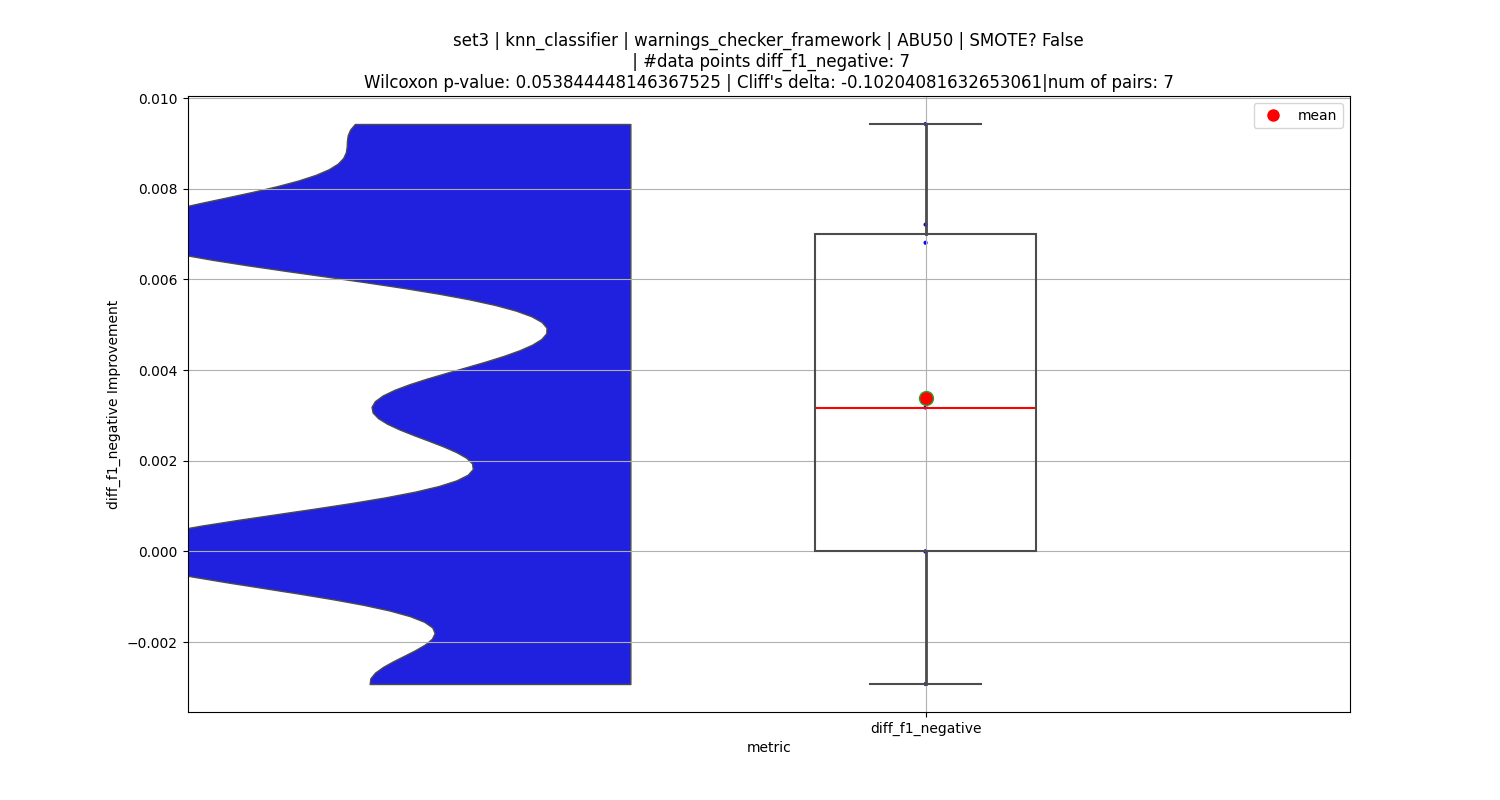 set3 | knn_classifier | warnings_checker_framework | ABU50 | SMOTE? False
| #data points diff_f1_negative: 7
Wilcoxon p-value: 0.053844448146367525 | Cliff's delta: -0.10204081632653061|num of pairs: 7
mean
0.010
0.008
0.006
0.004
0.002
0.000
−0.002
diff_f1_negative Improvement
diff_f1_negative
metric